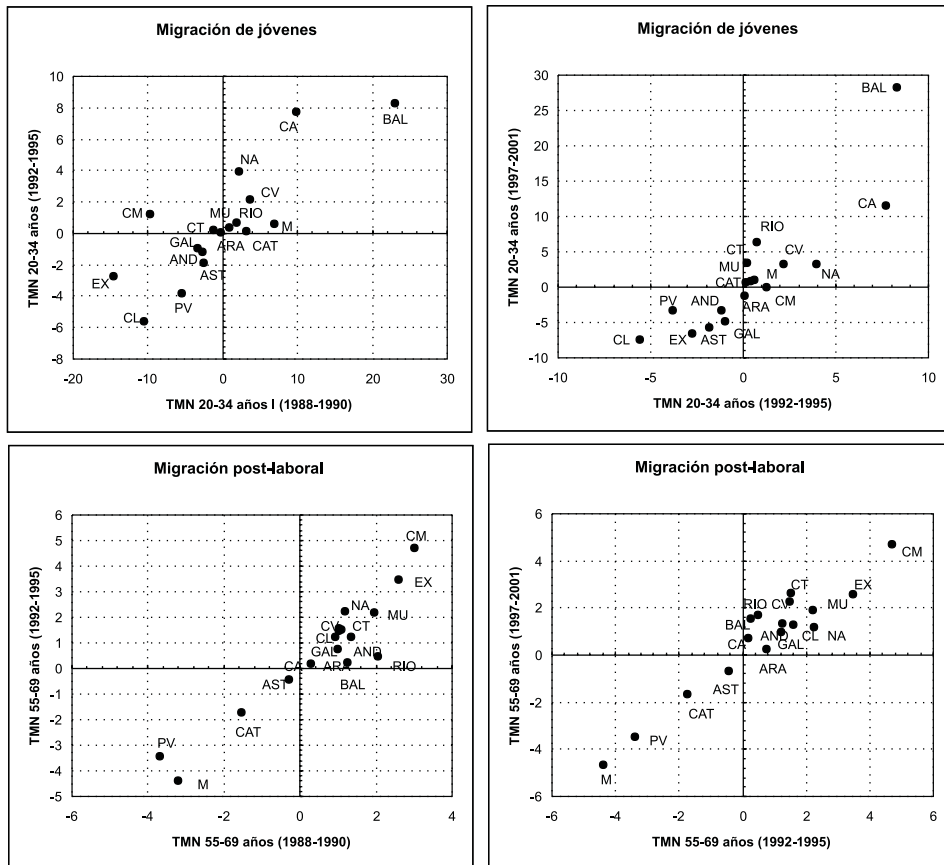 Migración de jóvenes
10
8
6
4
2
0
-2
-4
-6
-8
-20
-10
0
10
20
30
TMN 20-34 años (1992-1995)
TMN 20-34 años I (1988-1990)
CA
BAL
NA
CV
CM
MU
RIO
CT
M
GAL
ARA
CAT
AND
AST
EX
PV
CL
Migración de jóvenes
30
25
20
15
10
5
0
-5
-10
-10
-5
0
5
10
TMN 20-34 años (1997-2001)
TMN 20-34 años (1992-1995)
BAL
CA
RIO
CT
CV
MU
M
NA
CAT
PV
AND
ARA
CM
CL
EX
AST
GAL
Migración post-laboral
6
5
4
3
2
1
0
-1
-2
-3
-4
-5
-6
-4
-2
0
2
4
TMN 55-69 años (1992-1995)
TMN 55-69 años (1988-1990)
CM
EX
NA
MU
CV
CT
CL
GAL
AND
CA
ARA
RIO
AST
BAL
CAT
PV
M
Migración post-laboral
6
4
2
0
-2
-4
-6
-6
-4
-2
0
2
4
6
TMN 55-69 años (1997-2001)
TMN 55-69 años (1992-1995)
CM
CT
EX
RIO
CV
MU
BAL
AND
CL
NA
CA
GAL
ARA
AST
CAT
PV
M